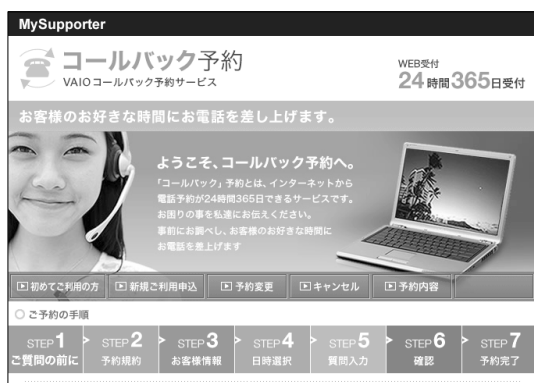 MySupporter
コールバック予約
VAIOコールバック予約サービス
WEB受付
24時間365日受付
お客様のお好きな時間にお電話を差し上げます。
ようこそ、コールバック予約へ。
「コールバック」予約とは、インターネットから
電話予約が24時間365日できるサービスです。
お困りの事を私達にお伝えください。
事前にお調べし、お客様のお好きな時間に
お電話を差上げます
初めてご利用の方 新規ご利用申込 予約変更 キャンセル 予約内容
ご予約の手順
STEP1 STEP2 STEP3 STEP4 STEP5 STEP6 STEP7
ご質問の前に 予約規約 お客様情報 日時選択 質問入力 確認 予約完了